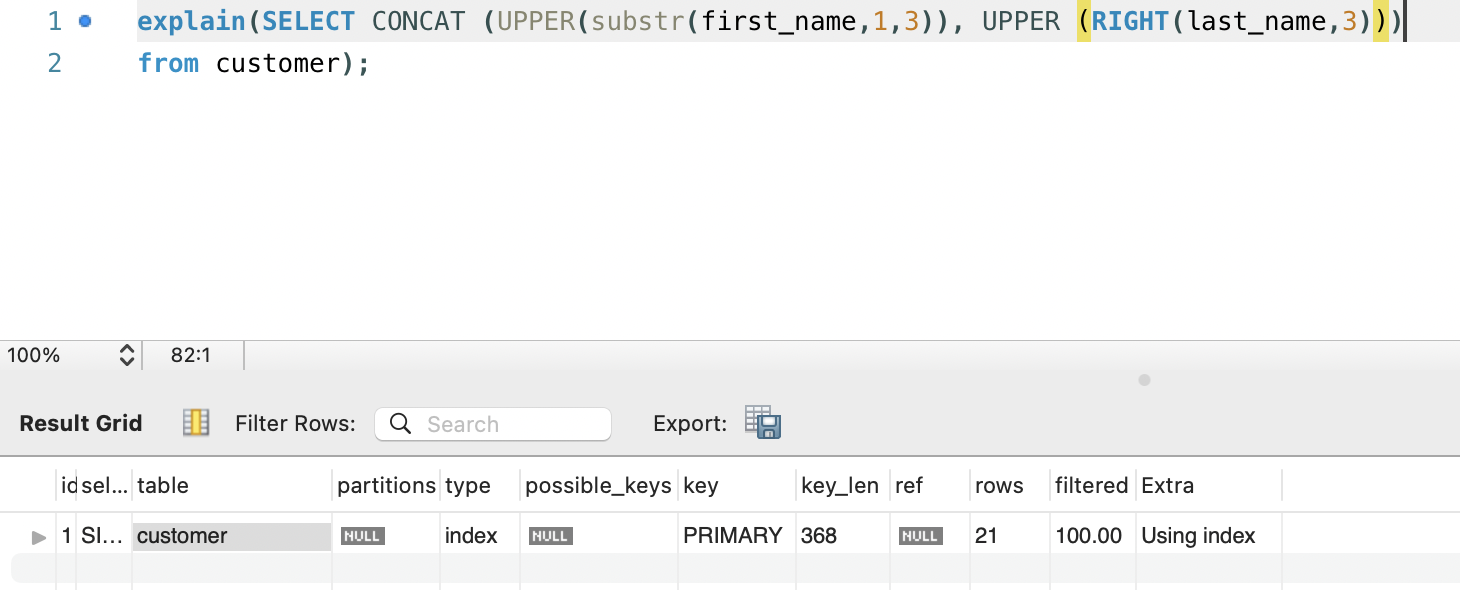 1 explain(SELECT CONCAT (UPPER(substr(first_name,1,3)), UPPER (RIGHT(last_name,3)))
2 from customer);
100% 82:1
Result Grid Filter Rows: Search Export:
id sel... table partitions type possible_keys key key_len ref rows filtered Extra
1 SI... customer NULL index NULL PRIMARY 368 NULL 21 100.00 Using index